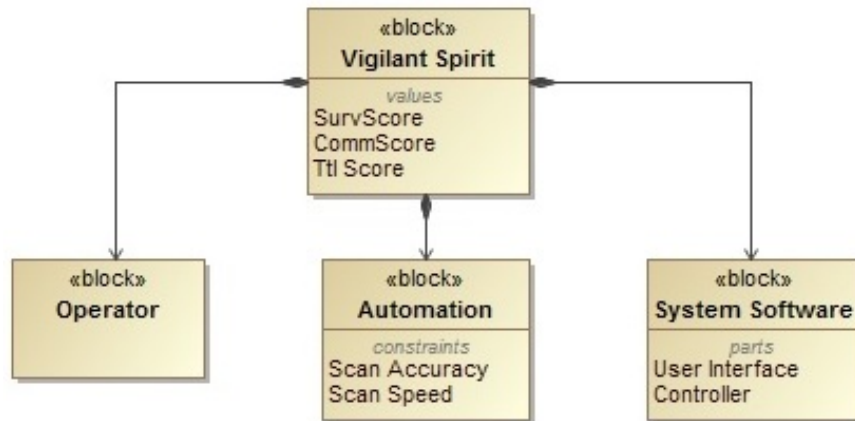 «block»
Vigilant Spirit
values
SurvScore
CommScore
Ttl Score
«block»
Operator
«block»
Automation
constraints
Scan Accuracy
Scan Speed
«block»
System Software
parts
User Interface
Controller